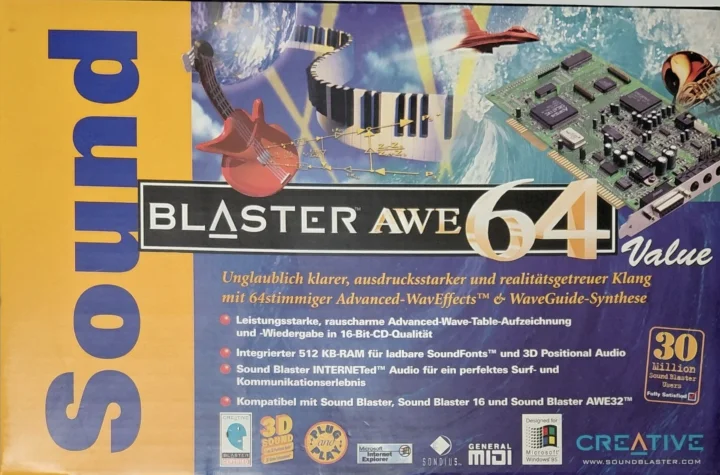 Sound
BLASTER™ AWE64
Value
Unglaublich klarer, ausdrucksstarker und realitätsgetreuer Klang
mit 64stimmiger Advanced-WavEffects™ & WaveGuide-Synthese
Leistungsstarke, rauscharme Advanced-Wave-Table-Aufzeichnung
und -Wiedergabe in 16-Bit-CD-Qualität
Integrierter 512 KB-RAM für ladbare SoundFonts™ und 3D Positional Audio
Sound Blaster INTERNETed™ Audio für ein perfektes Surf- und
Kommunikationserlebnis
Kompatibel mit Sound Blaster, Sound Blaster 16 und Sound Blaster AWE32™
30
Million
Sound Blaster
Users
Fully Satisfied
BLASTER
3D
SOUND
PLUG
and
PLAY
Microsoft
Internet
Explorer
SONDIUS
GENERAL
MIDI
Designed for
Microsoft
Windows 95
CREATIVE
WWW.SOUNDBLASTER.COM